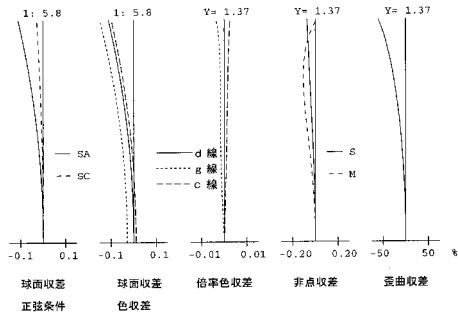 1: 5.8 1: 5.8 Y= 1.37 Y= 1.37 Y= 1.37
SA
SC
d 線
g 線
c 線
S
M
-0.1 0.1 -0.1 0.1 -0.01 0.01 -0.20 0.20 -50 50 %
球面収差 球面収差 倍率色収差 非点収差 歪曲収差
正弦条件 色収差